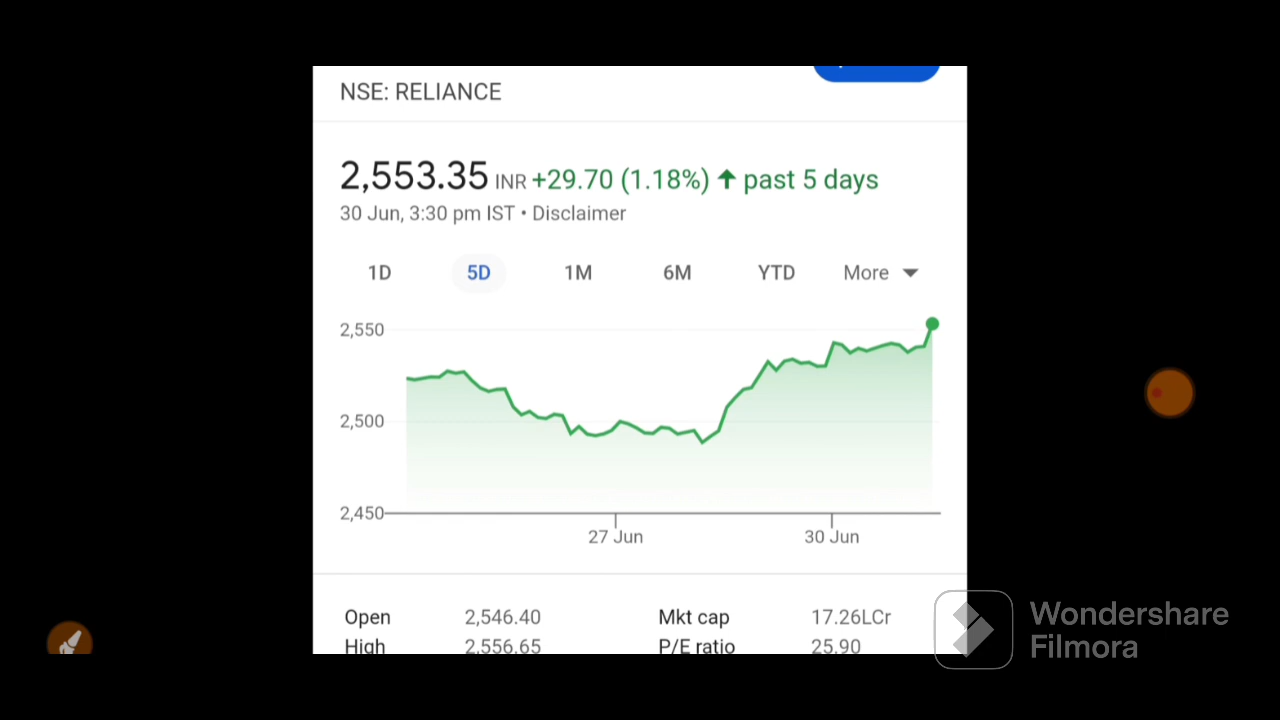 NSE: RELIANCE
2,553.35 INR +29.70 (1.18%) ↑ past 5 days
30 Jun, 3:30 pm IST • Disclaimer
1D 5D 1M 6M YTD More
2,550
2,500
2,450
27 Jun 30 Jun
Open 2,546.40 Mkt cap 17.26LCr
High 2,556.65 P/E ratio 25.90
Wondershare
Filmora